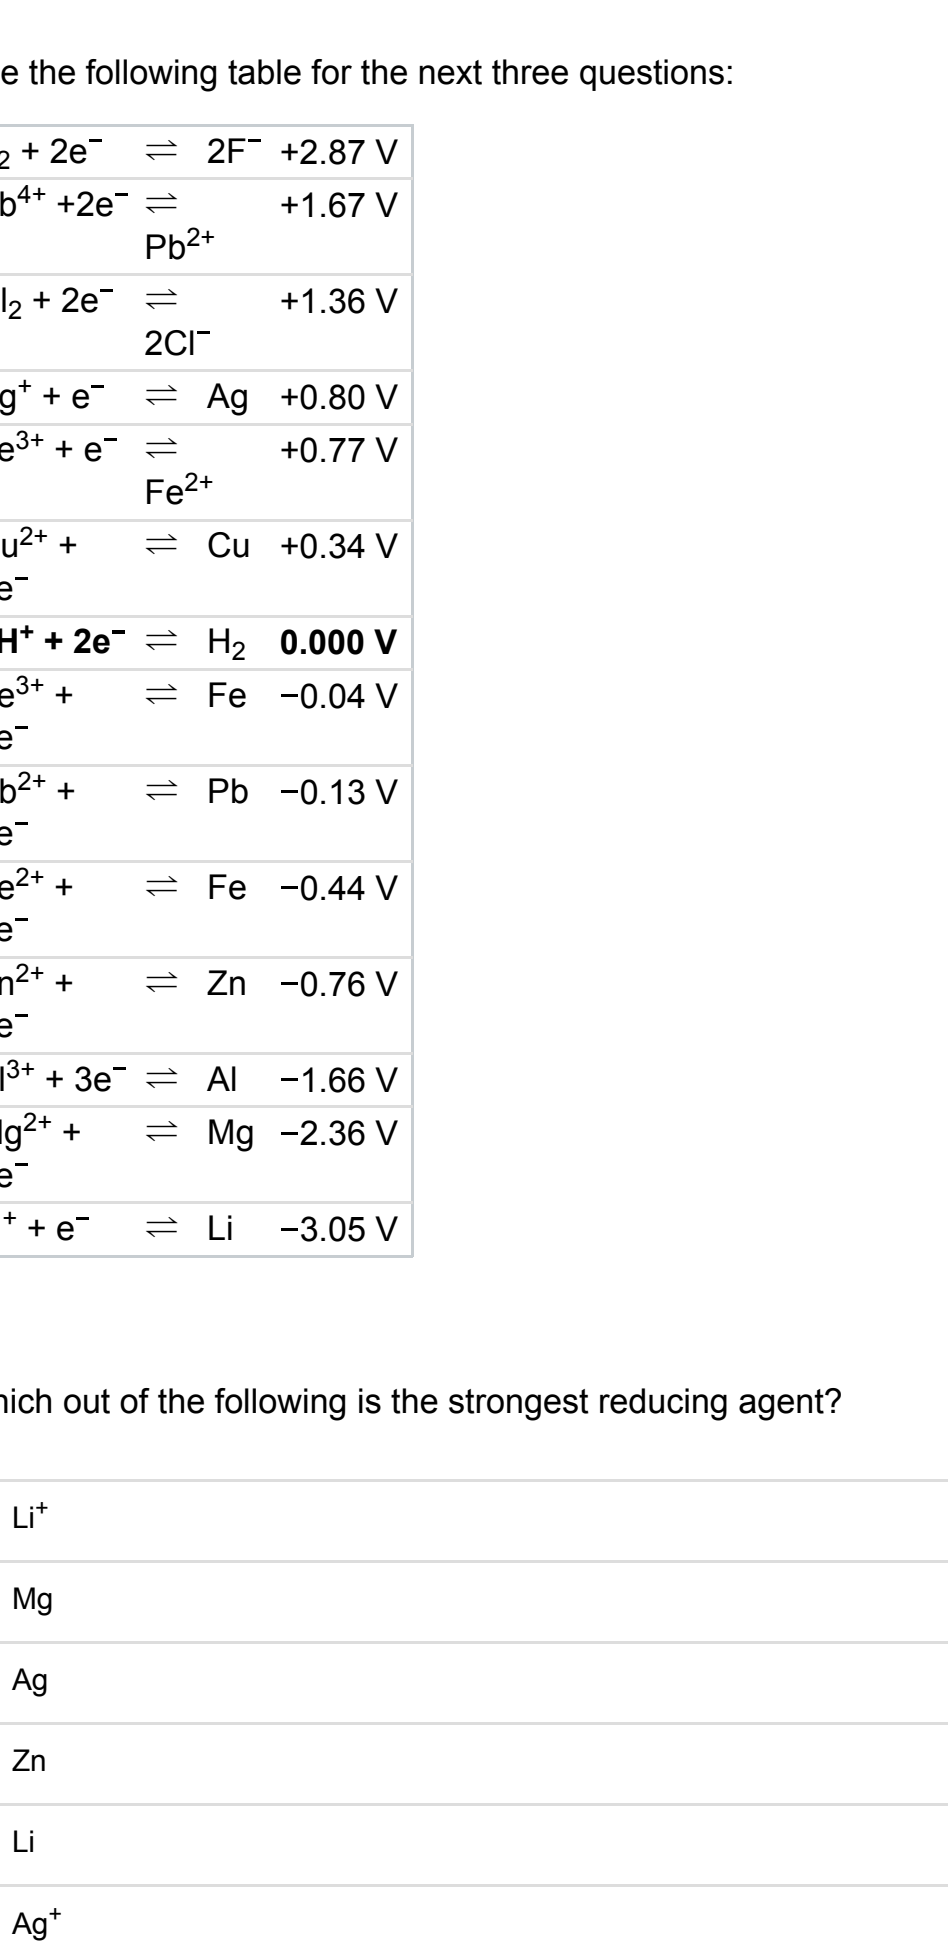 e the following table for the next three questions:
2 + 2e⁻ ⇌ 2F⁻ +2.87 V
b⁴⁺ +2e⁻ ⇌ +1.67 V
Pb²⁺
l₂ + 2e⁻ ⇌ +1.36 V
2Cl⁻
g⁺ + e⁻ ⇌ Ag +0.80 V
e³⁺ + e⁻ ⇌ +0.77 V
Fe²⁺
u²⁺ + ⇌ Cu +0.34 V
e⁻
H⁺ + 2e⁻ ⇌ H₂ 0.000 V
e³⁺ + ⇌ Fe −0.04 V
e⁻
b²⁺ + ⇌ Pb −0.13 V
e⁻
e²⁺ + ⇌ Fe −0.44 V
e⁻
n²⁺ + ⇌ Zn −0.76 V
e⁻
l³⁺ + 3e⁻ ⇌ Al −1.66 V
lg²⁺ + ⇌ Mg −2.36 V
e⁻
⁺ + e⁻ ⇌ Li −3.05 V
hich out of the following is the strongest reducing agent?
Li⁺
Mg
Ag
Zn
Li
Ag⁺